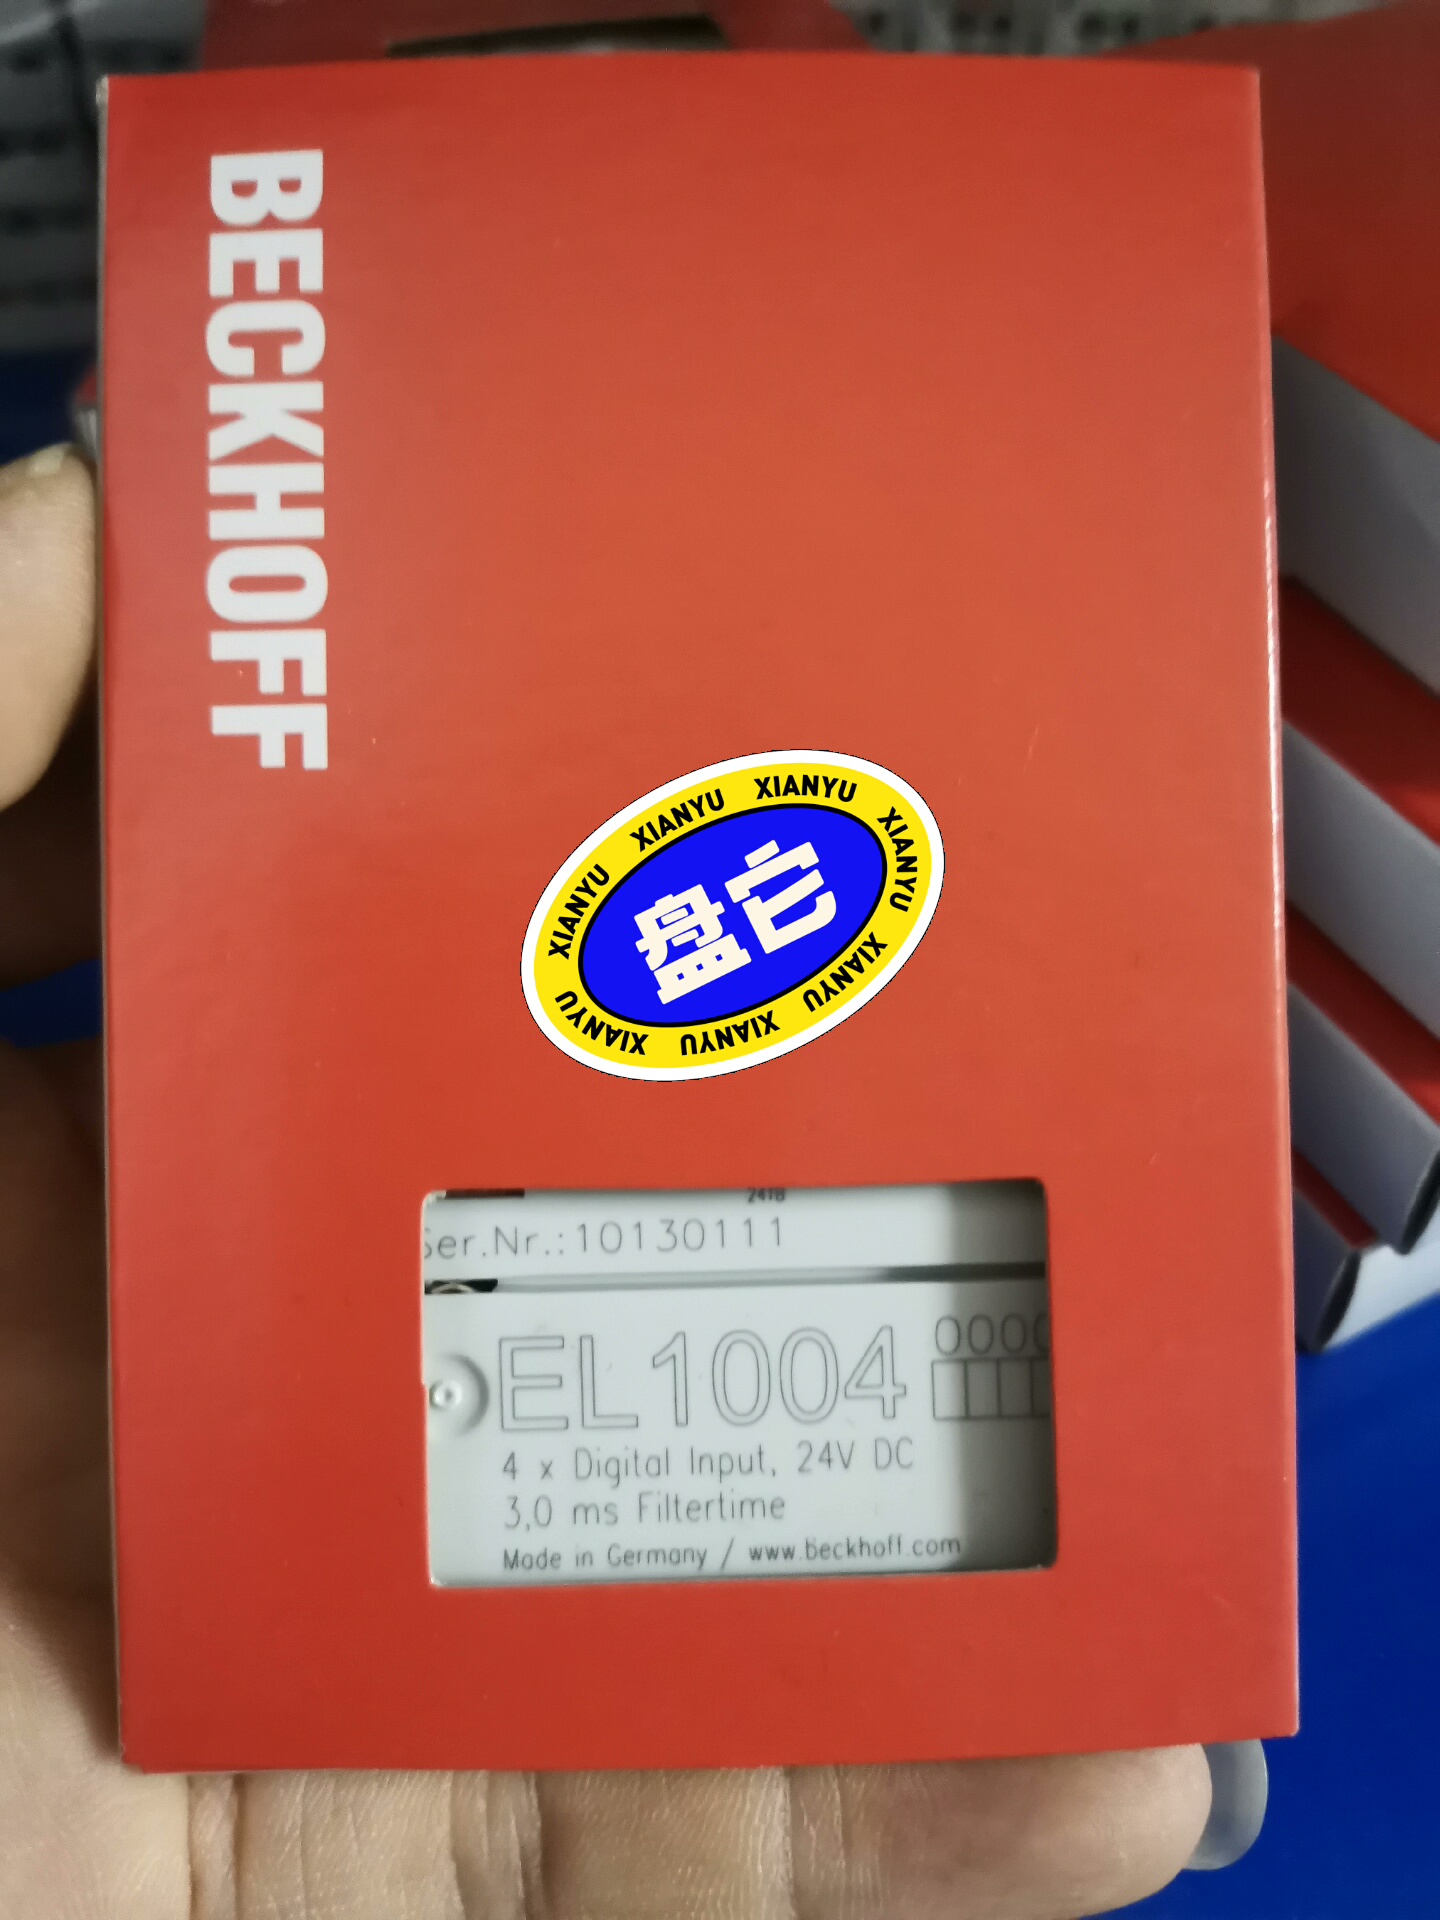 BECKHOFF
XIANYU XIANYU XIANYU XIANYU XIANYU XIANYU XIANYU
盘它
Ser.Nr.:10130111
EL1004
4 x Digital Input, 24V DC
3,0 ms Filtertime
Made in Germany / www.beckhoff.com